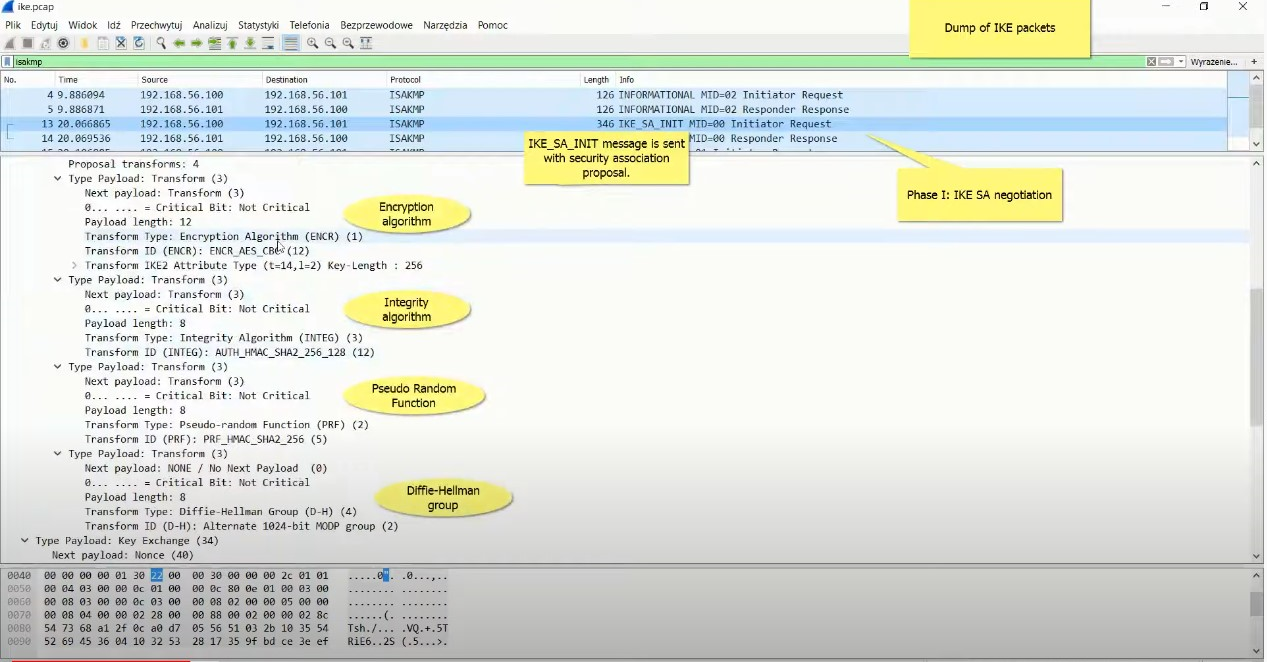 ike.pcap
Dump of IKE packets
Plik Edytuj Widok Idź Przechwytuj Analizuj Statystyki Telefonia Bezprzewodowe Narzędzia Pomoc
isakmp
Wyrażenie... +
No. Time Source Destination Protocol Length Info
4 9.886094 192.168.56.100 192.168.56.101 ISAKMP 126 INFORMATIONAL MID=02 Initiator Request
5 9.886871 192.168.56.101 192.168.56.100 ISAKMP 126 INFORMATIONAL MID=02 Responder Response
13 20.066865 192.168.56.100 192.168.56.101 ISAKMP 346 IKE_SA_INIT MID=00 Initiator Request
14 20.069536 192.168.56.101 192.168.56.100 ISAKMP MID=00 Responder Response
IKE_SA_INIT message is sent
with security association
proposal.
Phase I: IKE SA negotiation
Proposal transforms: 4
Type Payload: Transform (3)
Next payload: Transform (3)
0... .... = Critical Bit: Not Critical
Payload length: 12
Transform Type: Encryption Algorithm (ENCR) (1)
Transform ID (ENCR): ENCR_AES_CBC (12)
Transform IKE2 Attribute Type (t=14,l=2) Key-Length : 256
Encryption
algorithm
Type Payload: Transform (3)
Next payload: Transform (3)
0... .... = Critical Bit: Not Critical
Payload length: 8
Transform Type: Integrity Algorithm (INTEG) (3)
Transform ID (INTEG): AUTH_HMAC_SHA2_256_128 (12)
Integrity
algorithm
Type Payload: Transform (3)
Next payload: Transform (3)
0... .... = Critical Bit: Not Critical
Payload length: 8
Transform Type: Pseudo-random Function (PRF) (2)
Transform ID (PRF): PRF_HMAC_SHA2_256 (5)
Pseudo Random
Function
Type Payload: Transform (3)
Next payload: NONE / No Next Payload (0)
0... .... = Critical Bit: Not Critical
Payload length: 8
Transform Type: Diffie-Hellman Group (D-H) (4)
Transform ID (D-H): Alternate 1024-bit MODP group (2)
Diffie-Hellman
group
Type Payload: Key Exchange (34)
Next payload: Nonce (40)
0040 00 00 00 00 01 30 22 00 00 30 00 00 00 2c 01 01 .....0". .0...,..
0050 00 04 03 00 00 0c 01 00 00 0c 80 0e 01 00 03 00 ........ ........
0060 00 08 03 00 00 0c 03 00 00 08 02 00 00 05 00 00 ........ ........
0070 00 08 04 00 00 02 28 00 00 88 00 02 00 00 02 8c ......(. ........
0080 54 73 68 a1 2f 0c a0 d7 05 56 51 03 2b 10 35 54 Tsh./... .VQ.+.5T
0090 52 69 45 36 04 10 32 53 28 17 35 9f bd ce 3e ef RiE6..2S (.5...>.